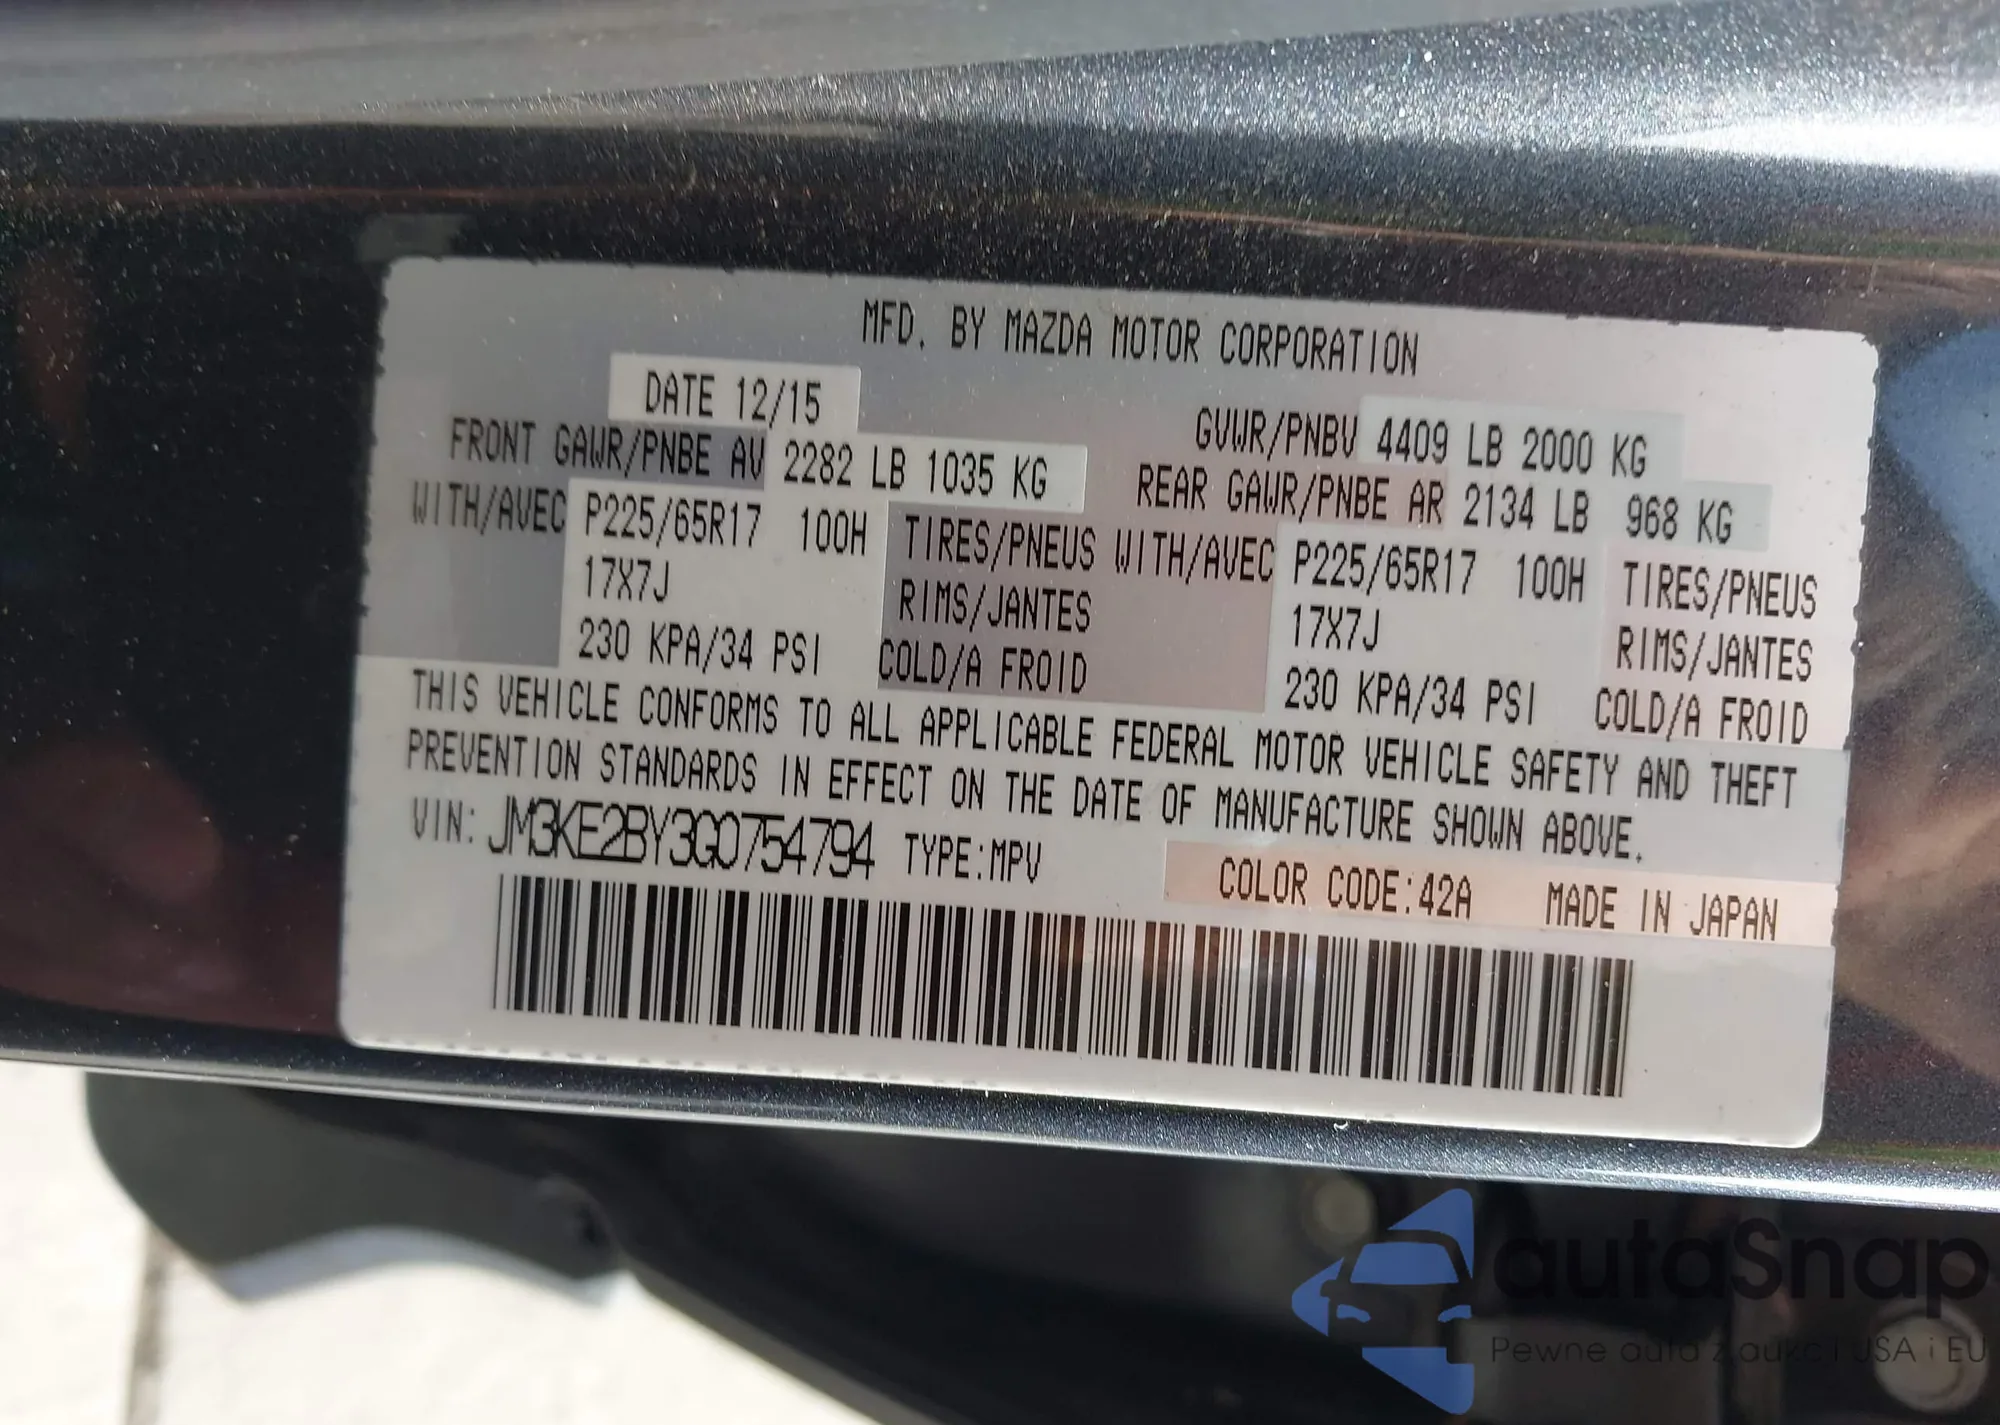 MFD. BY MAZDA MOTOR CORPORATION
DATE 12/15 GVWR/PNBV 4409 LB 2000 KG
FRONT GAWR/PNBE AV 2282 LB 1035 KG REAR GAWR/PNBE AR 2134 LB 968 KG
WITH/AVEC P225/65R17 100H TIRES/PNEUS WITH/AVEC P225/65R17 100H TIRES/PNEUS
17X7J RIMS/JANTES 17X7J RIMS/JANTES
230 KPA/34 PSI COLD/A FROID 230 KPA/34 PSI COLD/A FROID
THIS VEHICLE CONFORMS TO ALL APPLICABLE FEDERAL MOTOR VEHICLE SAFETY AND THEFT
PREVENTION STANDARDS IN EFFECT ON THE DATE OF MANUFACTURE SHOWN ABOVE.
VIN: JM3KE2BY3G0754794 TYPE:MPV COLOR CODE:42A MADE IN JAPAN
autaSnap
Pewne auta z aukcji USA i EU